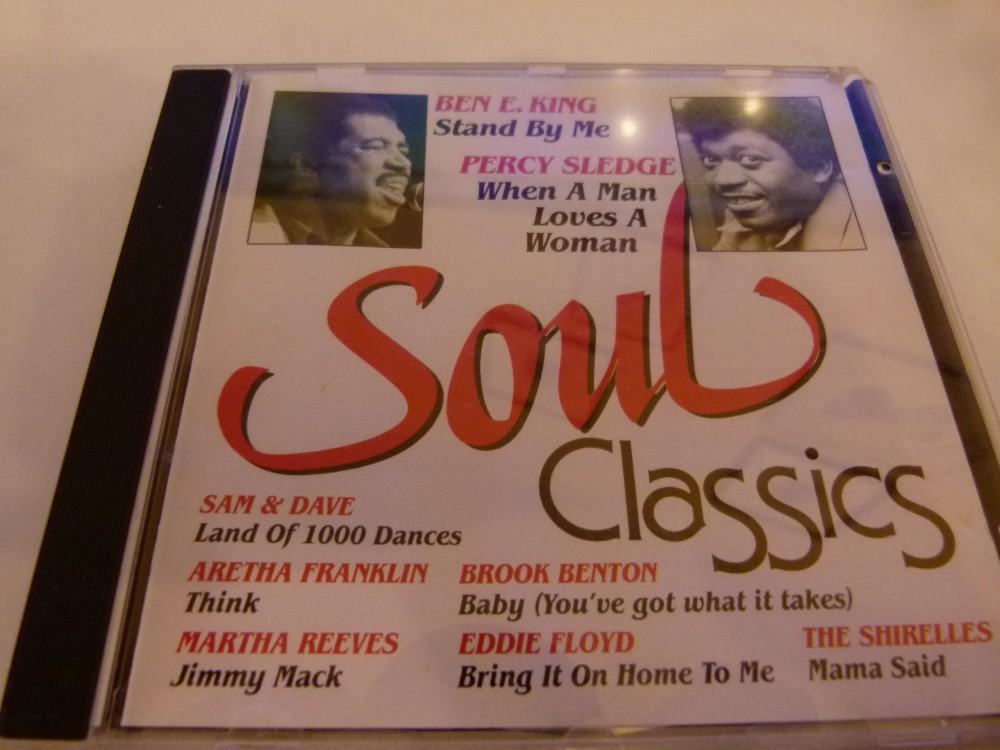 BEN E. KING
Stand By Me
PERCY SLEDGE
When A Man
Loves A
Woman
Soul
Classics
SAM & DAVE
Land Of 1000 Dances
ARETHA FRANKLIN
Think
BROOK BENTON
Baby (You've got what it takes)
MARTHA REEVES
Jimmy Mack
EDDIE FLOYD
Bring It On Home To Me
THE SHIRELLES
Mama Said